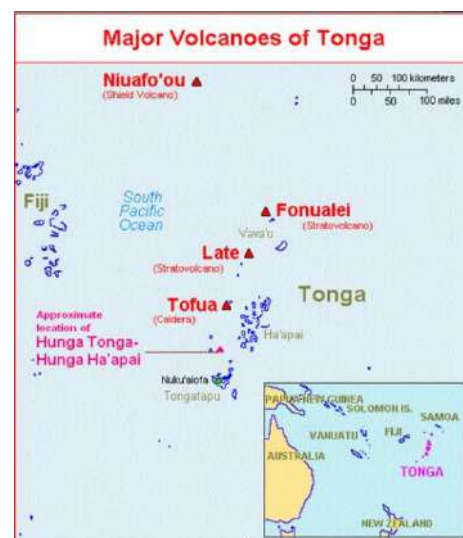 Major Volcanoes of Tonga
Niuafo'ou
(Shield Volcano)
0 50 100 kilometers
0 50 100 miles
Fiji
South
Pacific
Ocean
Fonualei
(Stratovolcano)
Vava'u
Late
(Stratovolcano)
Tonga
Tofua
(Caldera)
Approximate
location of
Hunga Tonga-
Hunga Ha'apai
Ha'apai
Nuku'alofa
Tongatapu
PAPUA NEW GUINEA
SOLOMON IS.
SAMOA
VANUATU
FIJI
AUSTRALIA
TONGA
NEW ZEALAND